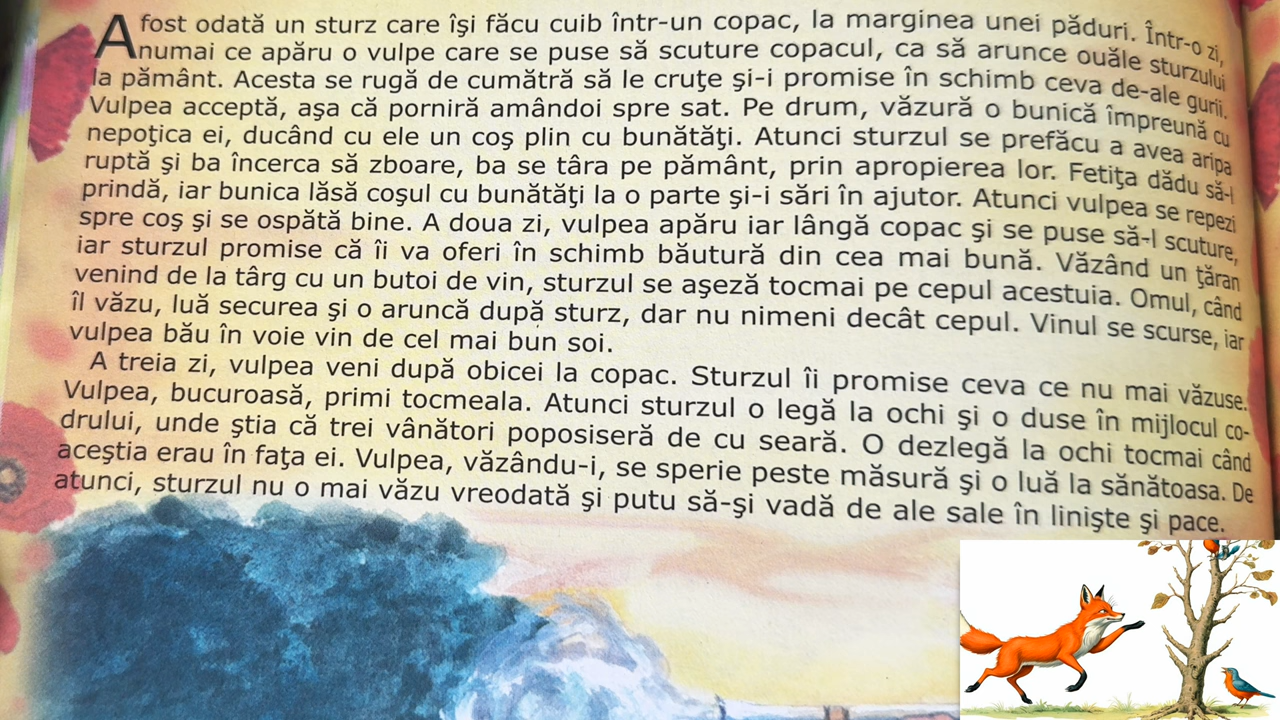 A fost odată un sturz care îşi făcu cuib într-un copac, la marginea unei păduri. Într-o zi,
numai ce apăru o vulpe care se puse să scuture copacul, ca să arunce ouăle sturzului
la pământ. Acesta se rugă de cumătră să le cruţe şi-i promise în schimb ceva de-ale gurii.
Vulpea acceptă, aşa că porniră amândoi spre sat. Pe drum, văzură o bunică împreună cu
nepoţica ei, ducând cu ele un coş plin cu bunătăţi. Atunci sturzul se prefăcu a avea aripa
ruptă şi ba încerca să zboare, ba se târa pe pământ, prin apropierea lor. Fetiţa dădu să-l
prindă, iar bunica lăsă coşul cu bunătăţi la o parte şi-i sări în ajutor. Atunci vulpea se repezi
spre coş şi se ospătă bine. A doua zi, vulpea apăru iar lângă copac şi se puse să-l scuture,
iar sturzul promise că îi va oferi în schimb băutură din cea mai bună. Văzând un ţăran
venind de la târg cu un butoi de vin, sturzul se aşeză tocmai pe cepul acestuia. Omul, când
îl văzu, luă securea şi o aruncă după sturz, dar nu nimeni decât cepul. Vinul se scurse, iar
vulpea bău în voie vin de cel mai bun soi.
A treia zi, vulpea veni după obicei la copac. Sturzul îi promise ceva ce nu mai văzuse.
Vulpea, bucuroasă, primi tocmeala. Atunci sturzul o legă la ochi şi o duse în mijlocul co-
drului, unde ştia că trei vânători poposiseră de cu seară. O dezlegă la ochi tocmai când
aceştia erau în faţa ei. Vulpea, văzându-i, se sperie peste măsură şi o luă la sănătoasa. De
atunci, sturzul nu o mai văzu vreodată şi putu să-şi vadă de ale sale în linişte şi pace.